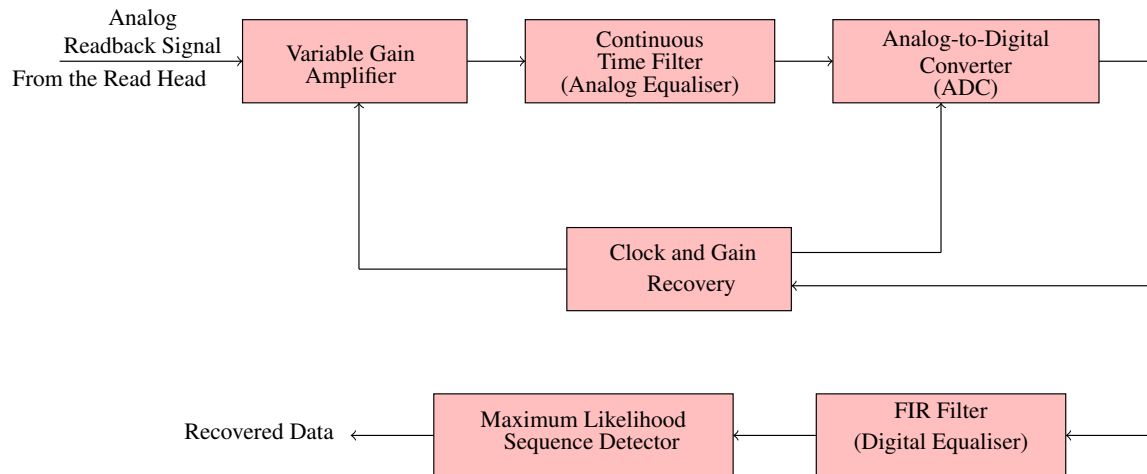 Analog
Readback Signal
From the Read Head
Variable Gain
Amplifier
Continuous
Time Filter
(Analog Equaliser)
Analog-to-Digital
Converter
(ADC)
Clock and Gain
Recovery
Recovered Data
Maximum Likelihood
Sequence Detector
FIR Filter
(Digital Equaliser)